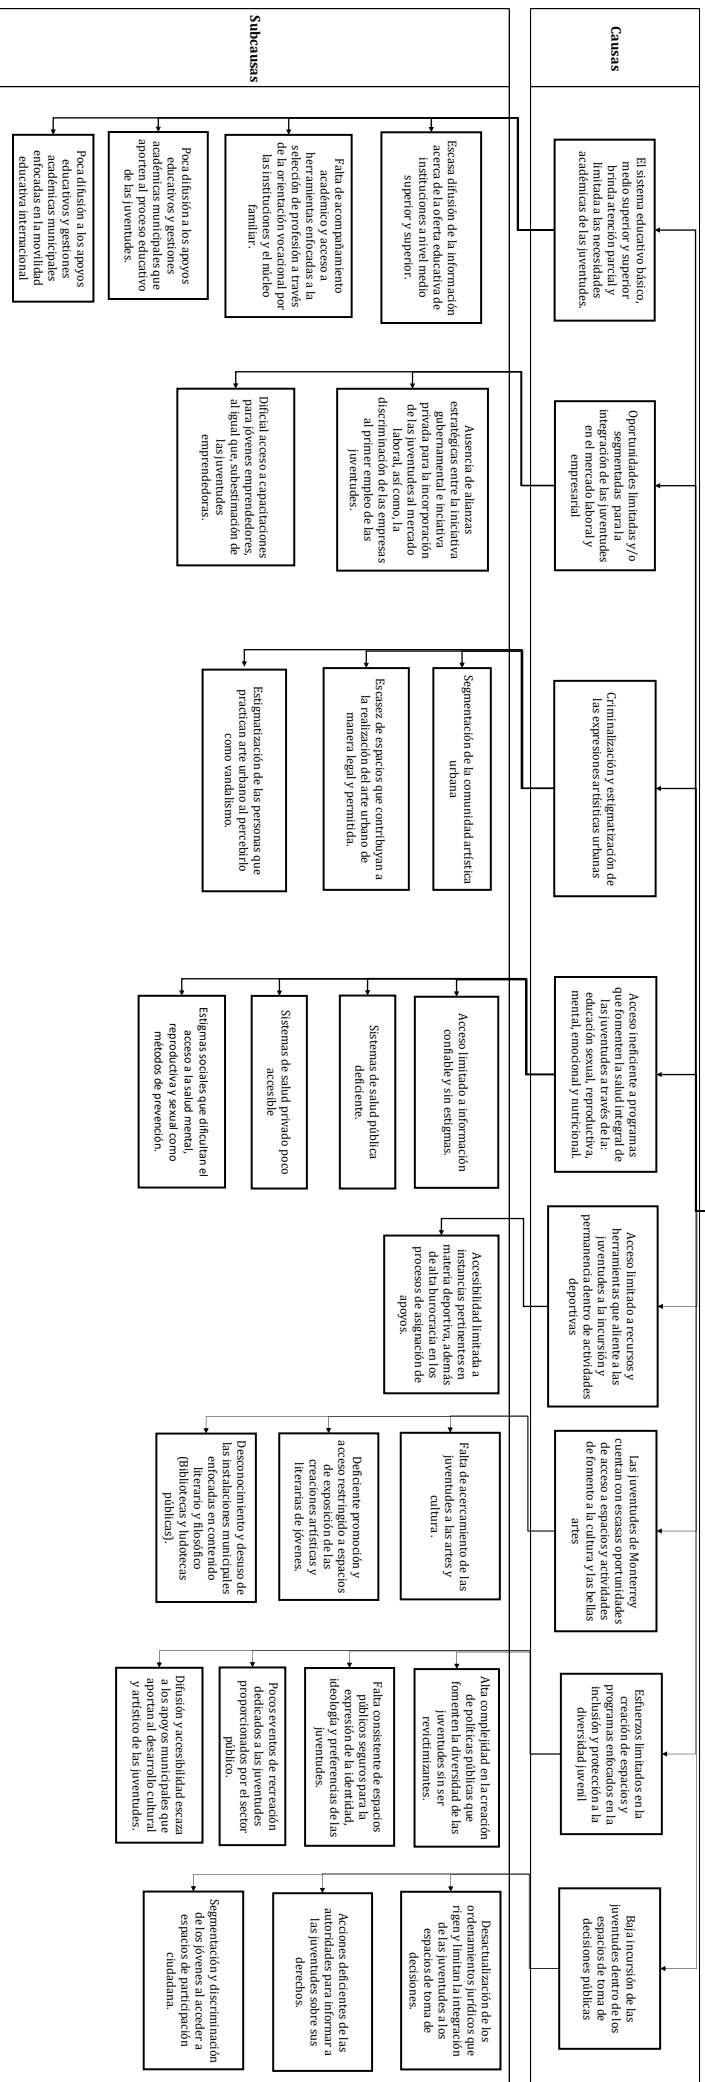 Causas
El sistema educativo básico,
medio superior y superior
brinda atención parcial y
limitada a las necesidades
académicas de las juventudes.
Oportunidades limitadas y/o
segmentadas para la
integración de las juventudes
en el mercado laboral y
empresarial
Criminalización y estigmatización de
las expresiones artísiticas urbanas
Acceso ineficiente a programas
que fomenten la salud integral de
las juventudes a través de la:
educación sexual, reproductiva,
mental, emocional y nutricional.
Acceso limitado a recursos y
herramientas que aliente a las
juventudes a la incursión y
permanencia dentro de actividades
deportivas
Las juventudes de Monterrey
cuentan con escasas oportunidades
de acceso a espacios y actividades
de fomento a la cultura y las bellas
artes
Esfuerzos limitados en la
creación de espacios y
programas enfocados en la
inclusión y protección a la
diversidad juvenil
Baja incursión de las
juventudes dentro de los
espacios de toma de
decisiones públicas
Subcausas
Escasa difusión de la información
acerca de la oferta educativa de
instituciones a nivel medio
superior y superior.
Falta de acompañamiento
académico y acceso a
herramientas enfocadas a la
selección de profesión a través
de la orientación vocacional por
las instituciones y el núcleo
familiar.
Poca difusión a los apoyos
educativos y gestiones
académicas municipales que
aporten al proceso educativo
de las juventudes.
Poca difusión a los apoyos
educativos y gestiones
académicas municipales
enfocadas en la movilidad
educativa internacional
Ausencia de alianzas
estratégicas entre la iniciativa
gubernamental e inciativa
privada para la incorporación
de las juventudes al mercado
laboral, así como, la
discriminación de las empresas
al primer empleo de las
juventudes.
Dificial acceso a capacitaciones
para jóvenes emprendedores,
al igual que, subestimación de
las juventudes
emprendedoras.
Segmentación de la comunidad artística
urbana
Escasez de espacios que contribuyan a
la realización del arte urbano de
manera legal y permitida.
Estigmatización de las personas que
practican arte urbano al percebirlo
como vandalismo.
Acceso limitado a información
confiable y sin estigmas.
Sistemas de salud pública
deficiente.
Sistemas de salud privado poco
accesible
Estigmas sociales que dificultan el
acceso a la salud mental,
reproductiva y sexual como
métodos de prevención.
Accesibilidad limitada a
instancias pertinentes en
materia deportiva, además
de alta burocracia en los
procesos de asignación de
apoyos.
Falta de acercamiento de las
juventudes a las artes y
cultura .
Deficiente promoción y
acceso restringido a espacios
de exposición de las
creaciones artísticas y
literarias de jóvenes.
Desconocimiento y desuso de
las instalaciones municipales
enfocadas en contenido
literario y filosófico
(Bibliotecas y ludotecas
públicas).
Alta complejidad en la creación
de políticas públicas que
fomenten la diversidad de las
juventudes sin ser
revictimizantes.
Falta consistente de espacios
públicos seguros para la
expresión de la identidad,
ideología y preferencias de las
juventudes.
Pocos eventos de recreación
dedicados a las juventudes
proporcionados por el sector
público.
Difusión y accesibilidad escaza
a los apoyos municipales que
aportan al desarrollo cultural
y artístico de las juventudes.
Desactualización de los
ordenamientos jurídicos que
rigen y limitan la integración
de las juventudes a los
espacios de toma de
decisiones.
Acciones deficientes de las
autoridades para informar a
las juventudes sobre sus
derechos.
Segmentación y discriminación
de los jóvenes al acceder a
espacios de participación
ciudadana.